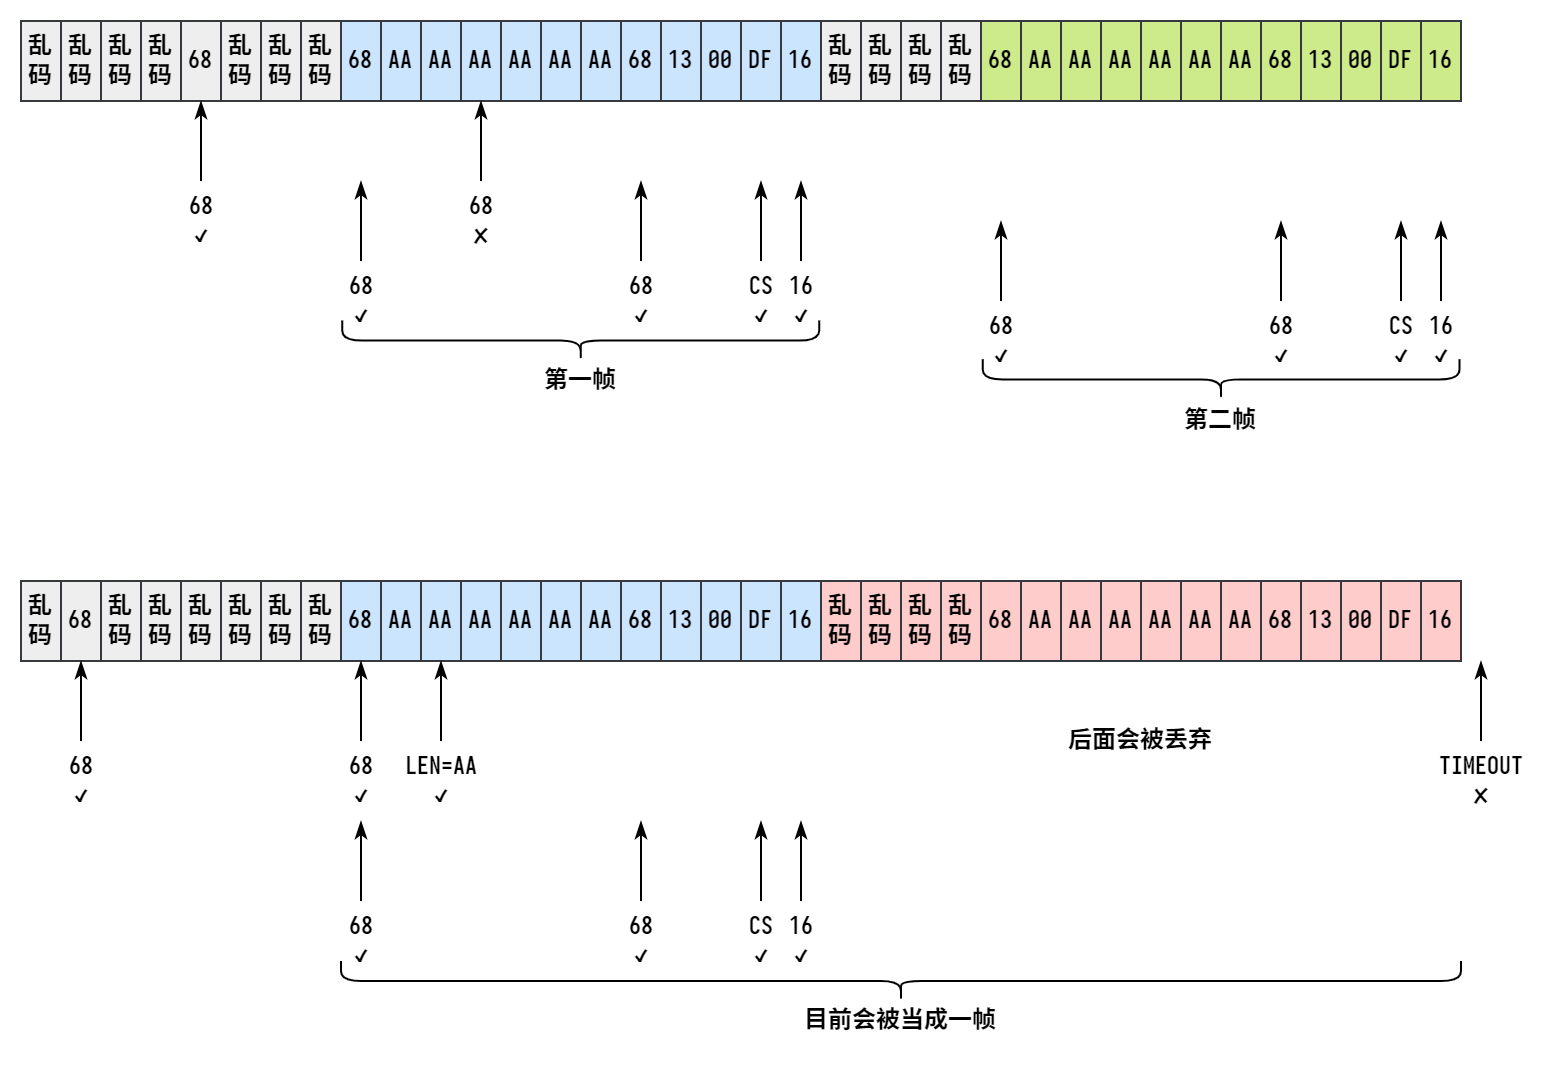 乱码 乱码 乱码 乱码 68 乱码 乱码 乱码 68 AA AA AA AA AA AA 68 13 00 DF 16 乱码 乱码 乱码 乱码 68 AA AA AA AA AA AA 68 13 00 DF 16
68 68
✓ ✗
68 68 CS 16
✓ ✓ ✓ ✓
68 68 CS 16
✓ ✓ ✓ ✓
第一帧
第二帧
乱码 68 乱码 乱码 乱码 乱码 乱码 乱码 68 AA AA AA AA AA AA 68 13 00 DF 16 乱码 乱码 乱码 乱码 68 AA AA AA AA AA AA 68 13 00 DF 16
后面会被丢弃
68 68 LEN=AA TIMEOUT
✓ ✓ ✓ ✗
68 68 CS 16
✓ ✓ ✓ ✓
目前会被当成一帧